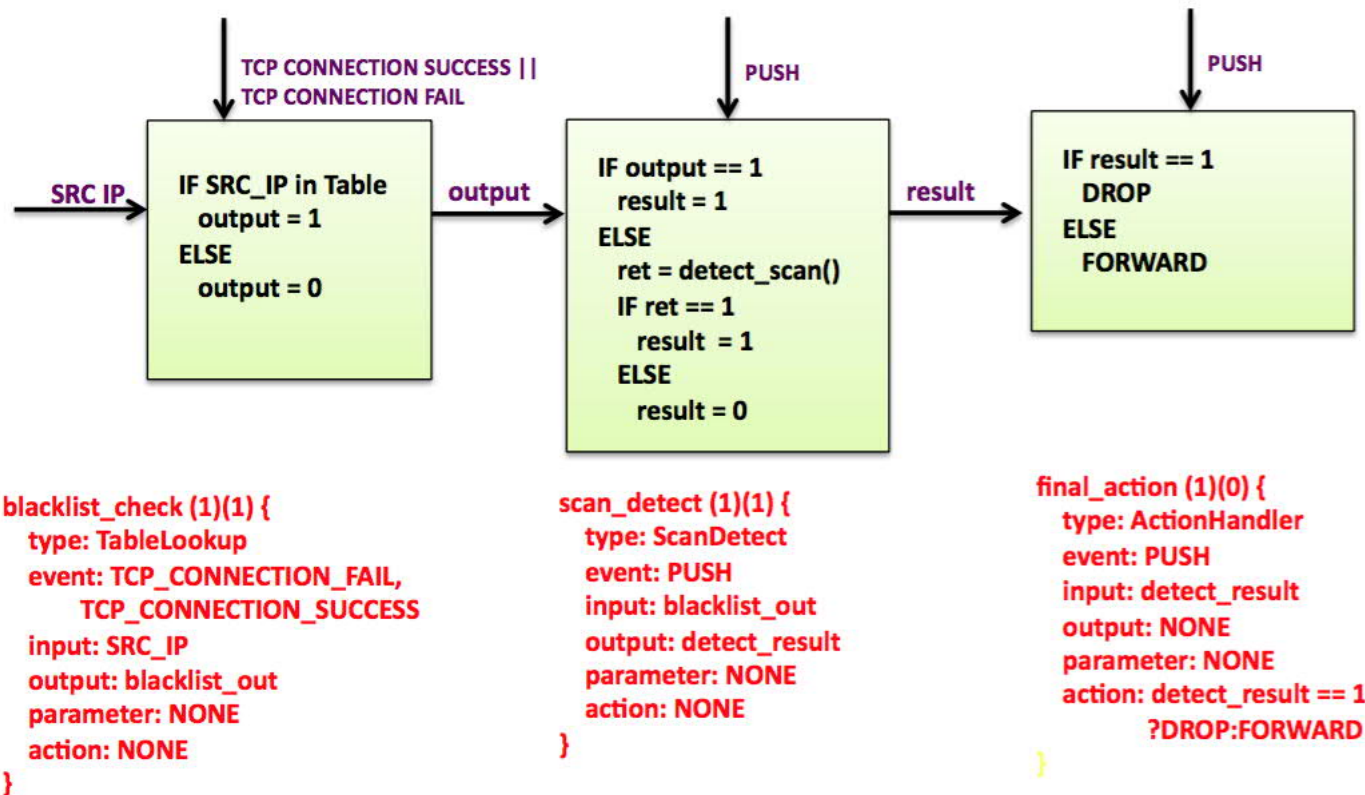 TCP CONNECTION SUCCESS ||
TCP CONNECTION FAIL
SRC IP
IF SRC_IP in Table
output = 1
ELSE
output = 0
output
PUSH
IF output == 1
result = 1
ELSE
ret = detect_scan()
IF ret == 1
result = 1
ELSE
result = 0
result
PUSH
IF result == 1
DROP
ELSE
FORWARD
blacklist_check (1)(1) {
type: TableLookup
event: TCP_CONNECTION_FAIL,
TCP_CONNECTION_SUCCESS
input: SRC_IP
output: blacklist_out
parameter: NONE
action: NONE
}
scan_detect (1)(1) {
type: ScanDetect
event: PUSH
input: blacklist_out
output: detect_result
parameter: NONE
action: NONE
}
final_action (1)(0) {
type: ActionHandler
event: PUSH
input: detect_result
output: NONE
parameter: NONE
action: detect_result == 1
?DROP:FORWARD
}